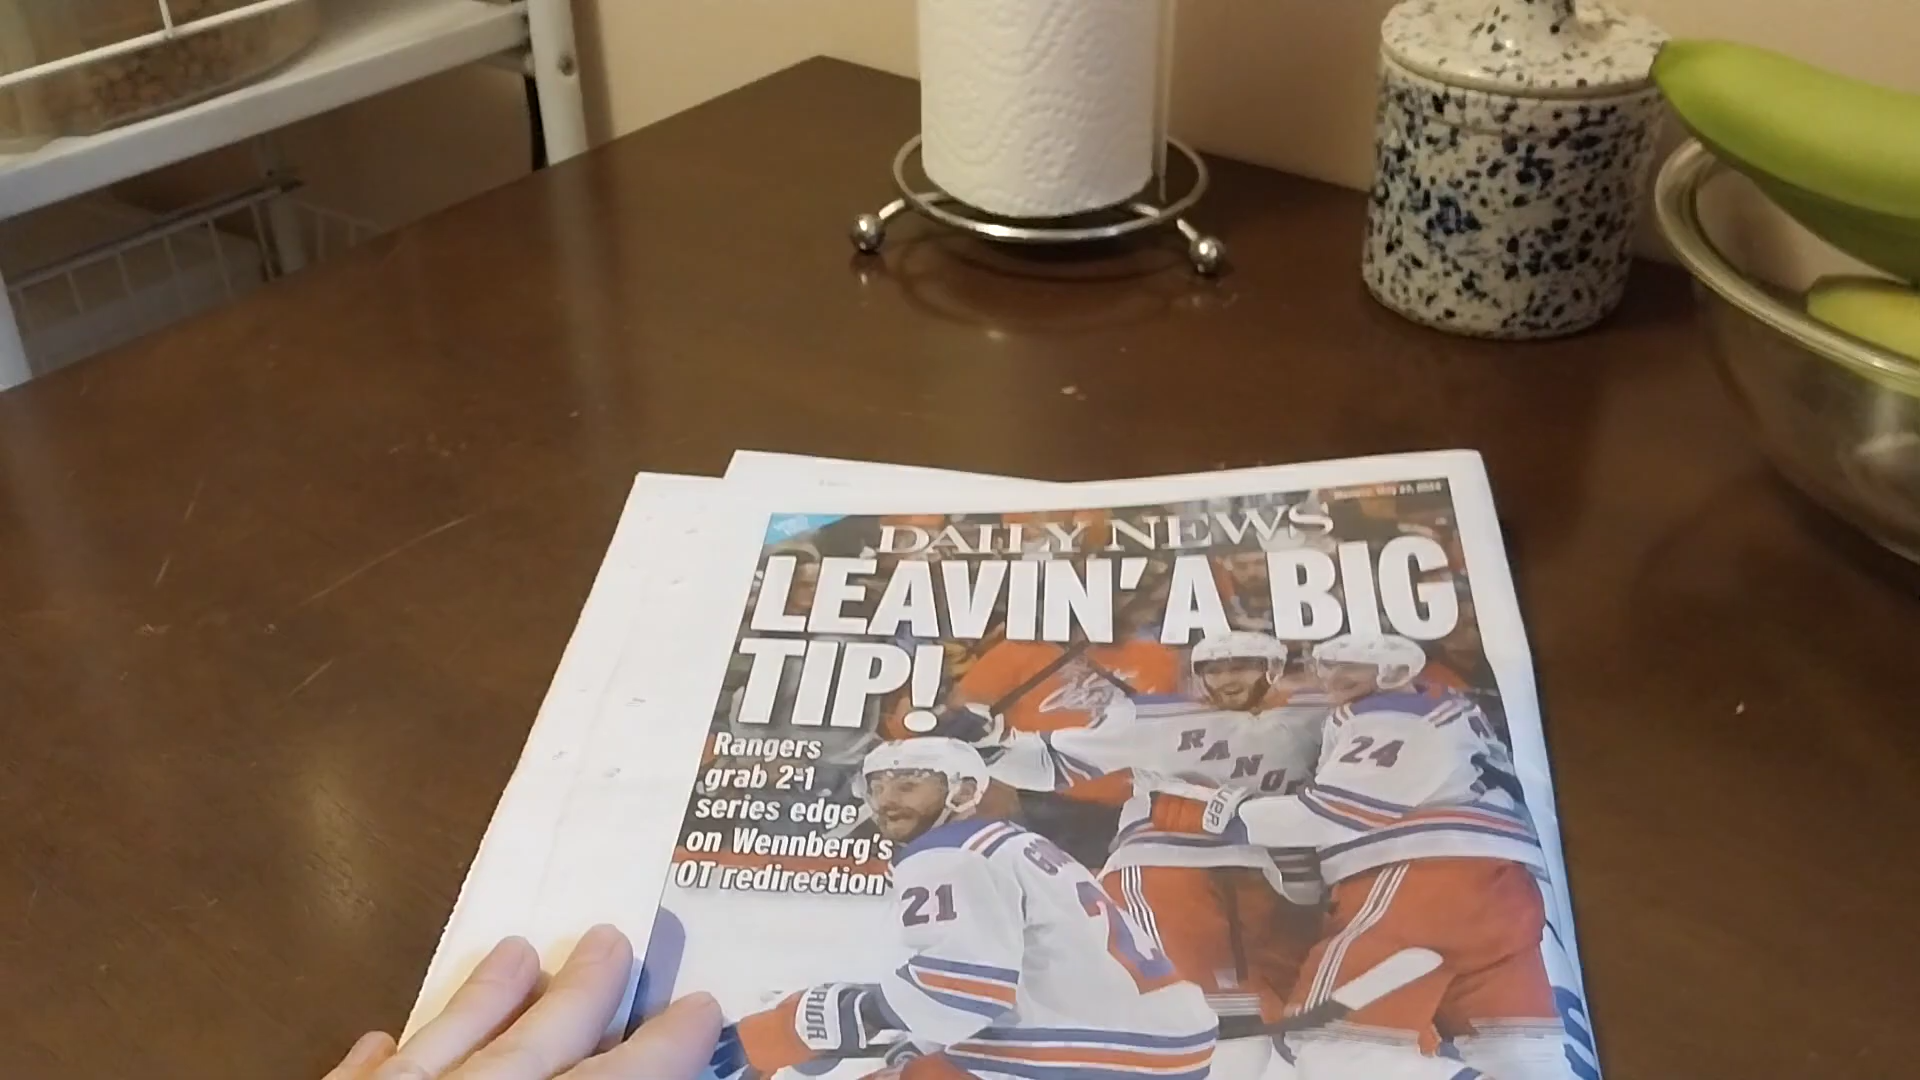 DAILY NEWS
LEAVIN' A BIG
TIP!
Rangers
grab 2-1
series edge
on Wennberg's
OT redirection
RANG
24
21